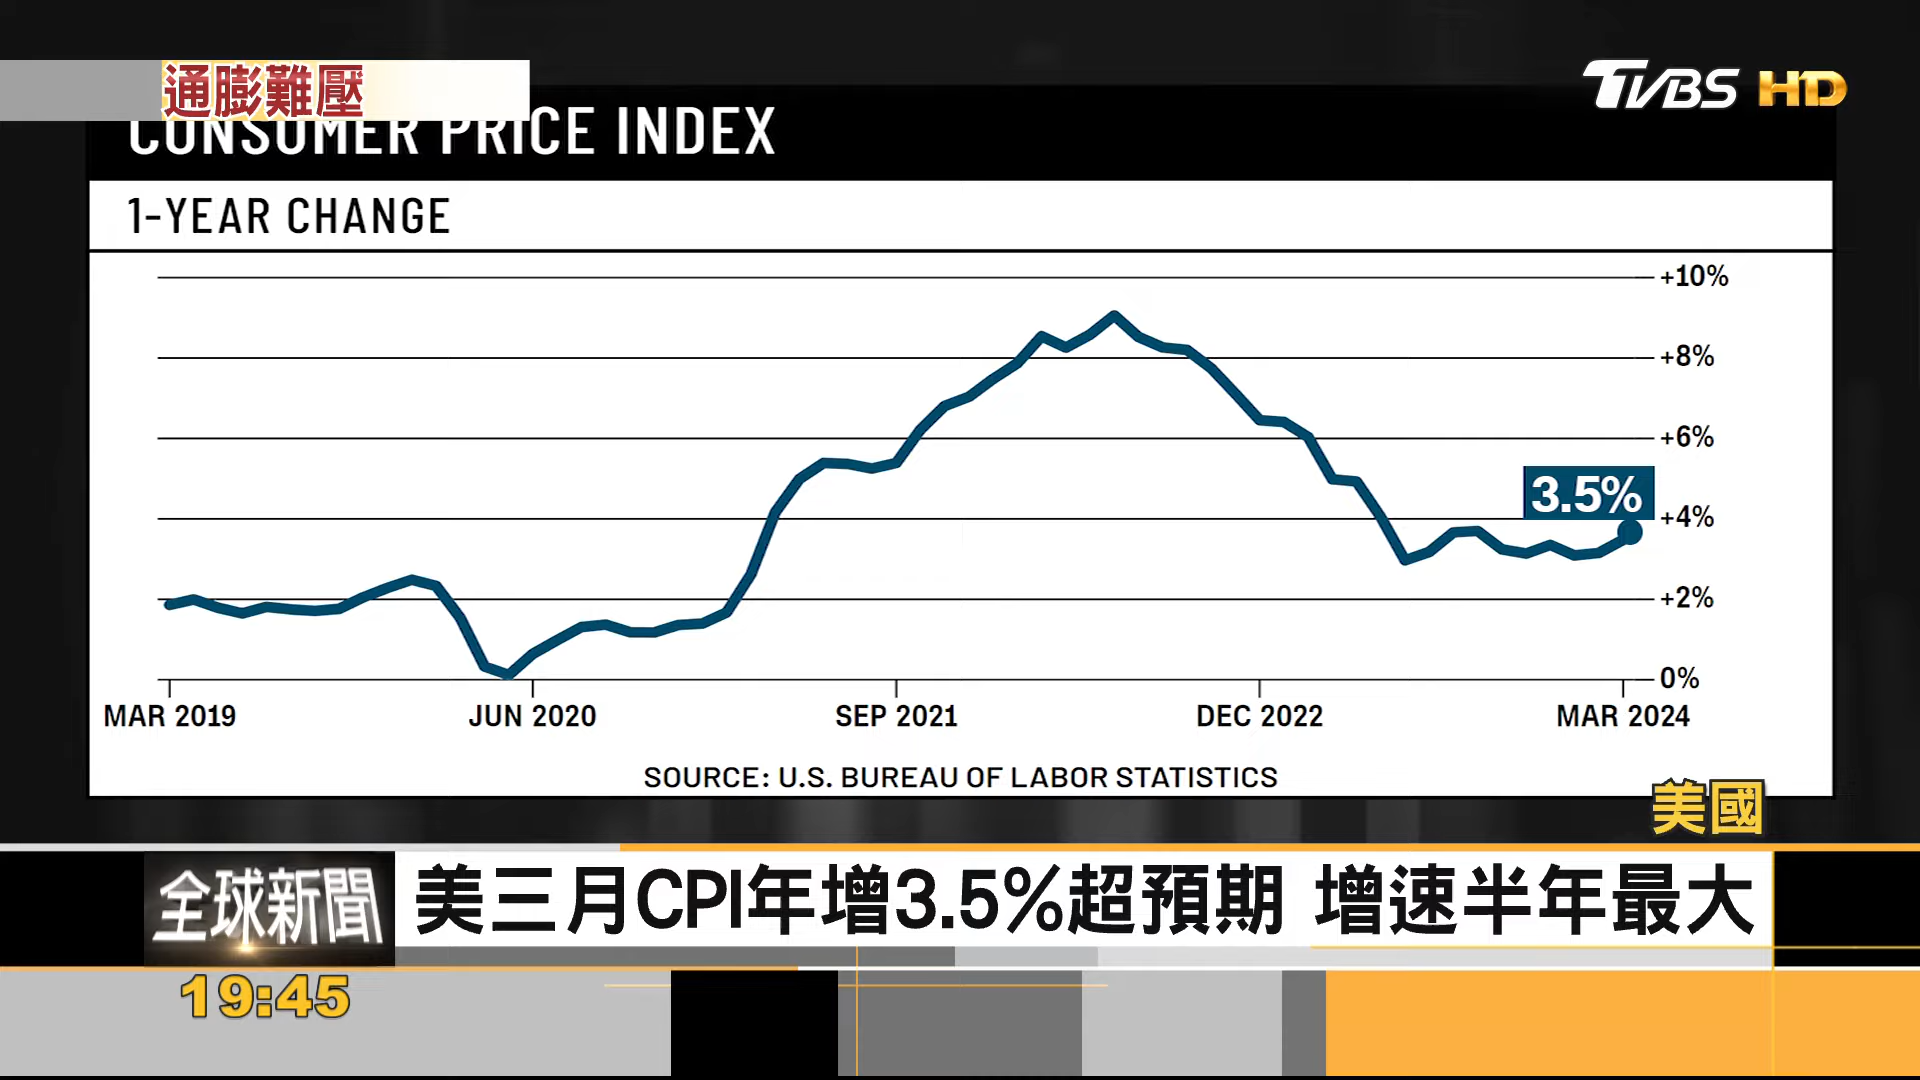 通膨難壓
TVBS HD
CONSUMER PRICE INDEX
1-YEAR CHANGE
+10%
+8%
+6%
3.5%
+4%
+2%
0%
MAR 2019 JUN 2020 SEP 2021 DEC 2022 MAR 2024
SOURCE: U.S. BUREAU OF LABOR STATISTICS
美國
全球新聞
美三月CPI年增3.5%超預期 增速半年最大
19:45